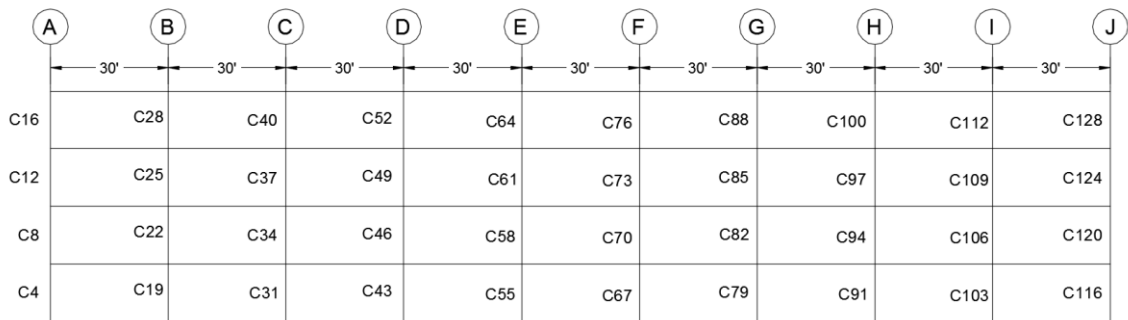 A B C D E F G H I J
30' 30' 30' 30' 30' 30' 30' 30' 30'
C16 C28 C40 C52 C64 C76 C88 C100 C112 C128
C12 C25 C37 C49 C61 C73 C85 C97 C109 C124
C8 C22 C34 C46 C58 C70 C82 C94 C106 C120
C4 C19 C31 C43 C55 C67 C79 C91 C103 C116